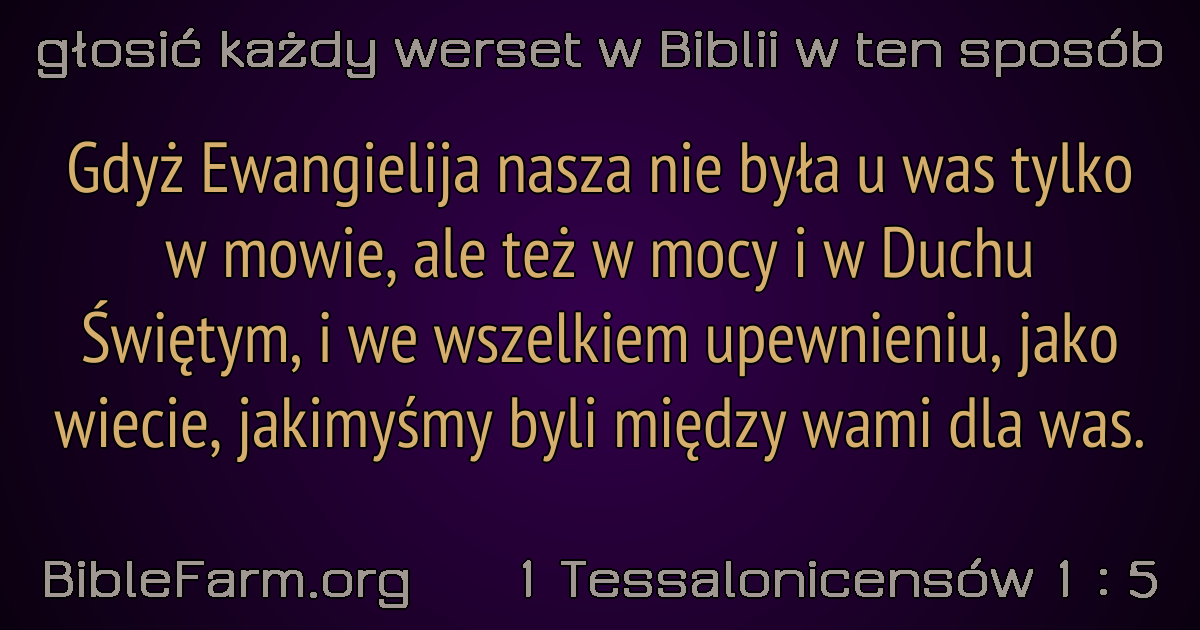 głosić każdy werset w Biblii w ten sposób
Gdyż Ewangielija nasza nie była u was tylko
w mowie, ale też w mocy i w Duchu
Świętym, i we wszelkiem upewnieniu, jako
wiecie, jakimyśmy byli między wami dla was.
BibleFarm.org 1 Tessalonicensów 1 : 5